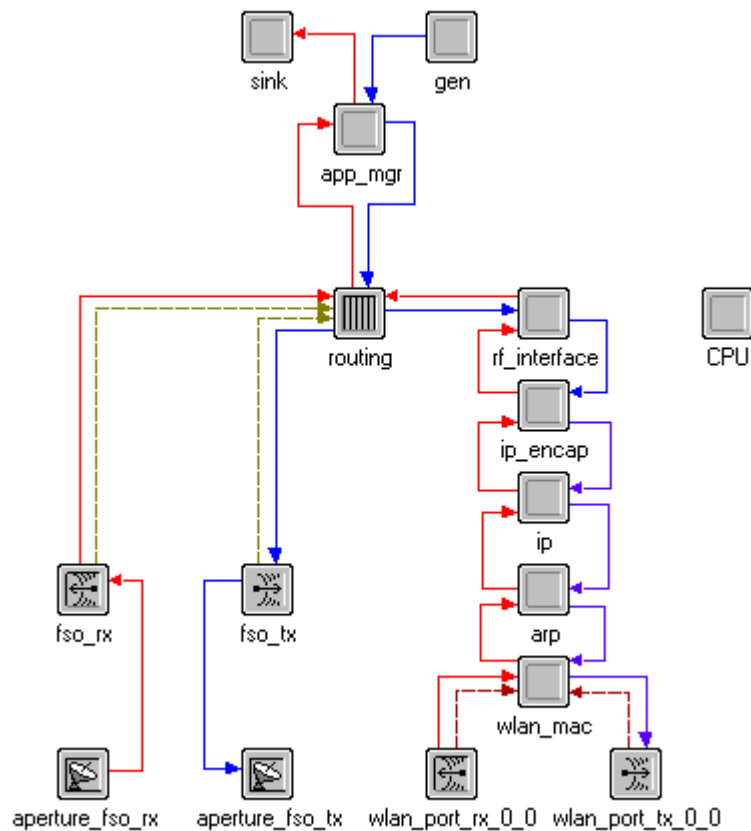 sink
gen
app_mgr
routing
rf_interface
CPU
ip_encap
ip
fso_rx
fso_tx
arp
wlan_mac
aperture_fso_rx
aperture_fso_tx
wlan_port_rx_0_0
wlan_port_tx_0_0